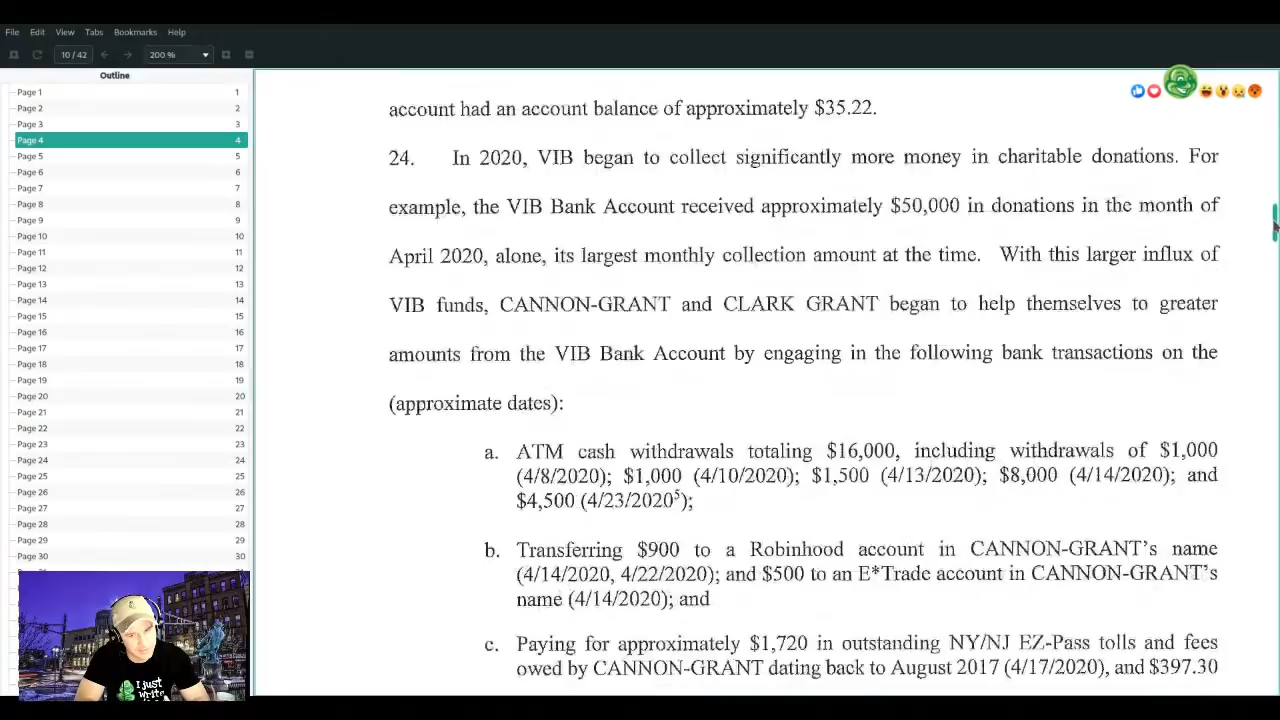 File Edit View Tabs Bookmarks Help
10 / 42 200 %
Outline
Page 1 1
Page 2 2
Page 3 3
Page 4 4
Page 5 5
Page 6 6
Page 7 7
Page 8 8
Page 9 9
Page 10 10
Page 11 11
Page 12 12
Page 13 13
Page 14 14
Page 15 15
Page 16 16
Page 17 17
Page 18 18
Page 19 19
Page 20 20
Page 21 21
Page 22 22
Page 23 23
Page 24 24
Page 25 25
Page 26 26
Page 27 27
Page 28 28
Page 29 29
Page 30 30
account had an account balance of approximately $35.22.
24. In 2020, VIB began to collect significantly more money in charitable donations. For
example, the VIB Bank Account received approximately $50,000 in donations in the month of
April 2020, alone, its largest monthly collection amount at the time. With this larger influx of
VIB funds, CANNON-GRANT and CLARK GRANT began to help themselves to greater
amounts from the VIB Bank Account by engaging in the following bank transactions on the
(approximate dates):
a. ATM cash withdrawals totaling $16,000, including withdrawals of $1,000
(4/8/2020); $1,000 (4/10/2020); $1,500 (4/13/2020); $8,000 (4/14/2020); and
$4,500 (4/23/2020⁵);
b. Transferring $900 to a Robinhood account in CANNON-GRANT's name
(4/14/2020, 4/22/2020); and $500 to an E*Trade account in CANNON-GRANT's
name (4/14/2020); and
c. Paying for approximately $1,720 in outstanding NY/NJ EZ-Pass tolls and fees
owed by CANNON-GRANT dating back to August 2017 (4/17/2020), and $397.30
I just
Write